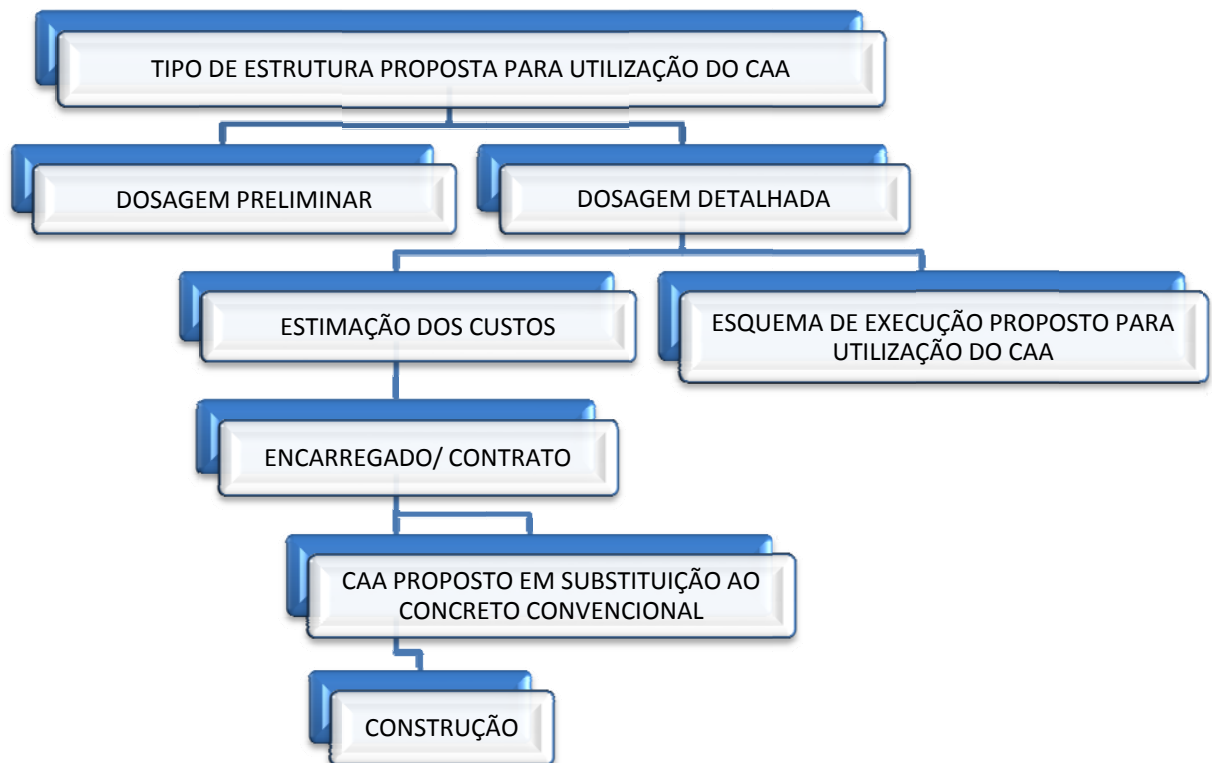 TIPO DE ESTRUTURA PROPOSTA PARA UTILIZAÇÃO DO CAA
DOSAGEM PRELIMINAR
DOSAGEM DETALHADA
ESTIMAÇÃO DOS CUSTOS
ESQUEMA DE EXECUÇÃO PROPOSTO PARA
UTILIZAÇÃO DO CAA
ENCARREGADO/ CONTRATO
CAA PROPOSTO EM SUBSTITUIÇÃO AO
CONCRETO CONVENCIONAL
CONSTRUÇÃO